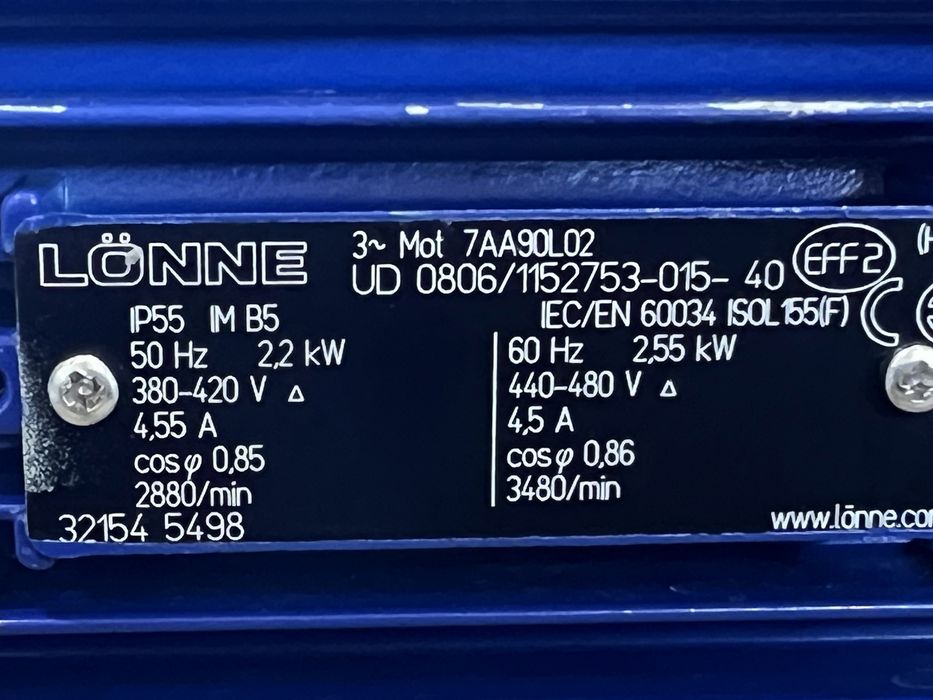 LÖNNE
3~ Mot 7AA90L02
UD 0806/1152753-015- 40
EFF2
IP55 IM B5
IEC/EN 60034 ISOL155(F)
50 Hz 2,2 kW
380-420 V Δ
4,55 A
cos φ 0,85
2880/min
60 Hz 2,55 kW
440-480 V Δ
4,5 A
cos φ 0,86
3480/min
32154 5498
www.lönne.com